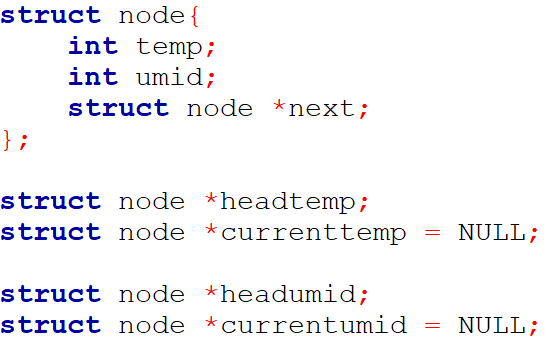 struct node{
    int temp;
    int umid;
    struct node *next;
};

struct node *headtemp;
struct node *currenttemp = NULL;

struct node *headumid;
struct node *currentumid = NULL;